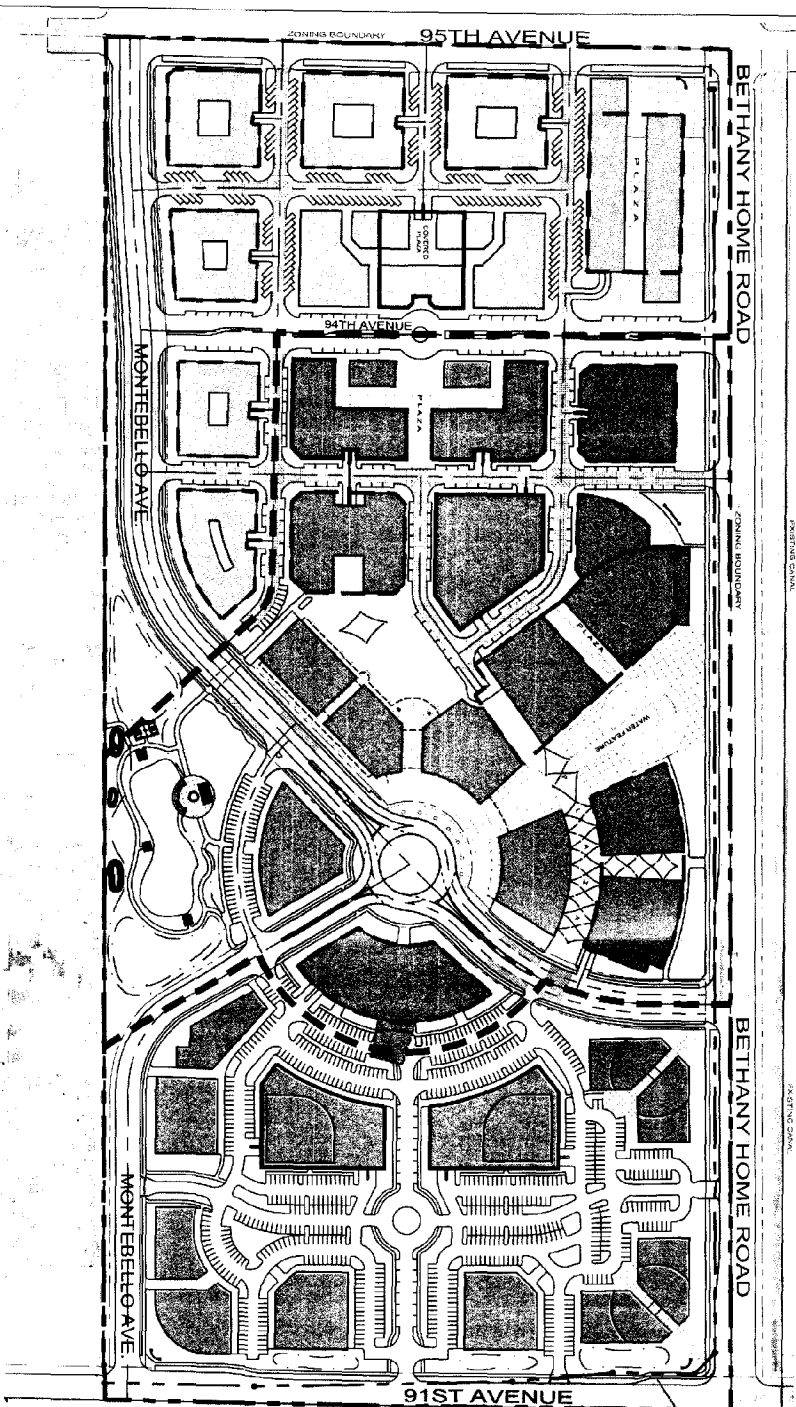 ZONING BOUNDARY
95TH AVENUE
BETHANY HOME ROAD
PLAZA
COVERED PLAZA
94TH AVENUE
MONTEBELLO AVE.
PLAZA
ZONING BOUNDARY
EXISTING CANAL
PLAZA
WATER FEATURE
BETHANY HOME ROAD
EXISTING CANAL
MONTEBELLO AVE.
91ST AVENUE